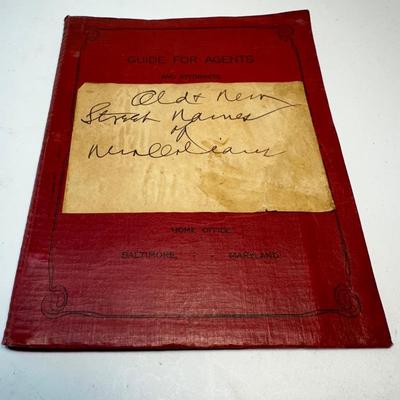 GUIDE FOR AGENTS
AND ATTORNEYS
Old & New
Street Names
of
New Orleans
HOME OFFICE
BALTIMORE, - - MARYLAND